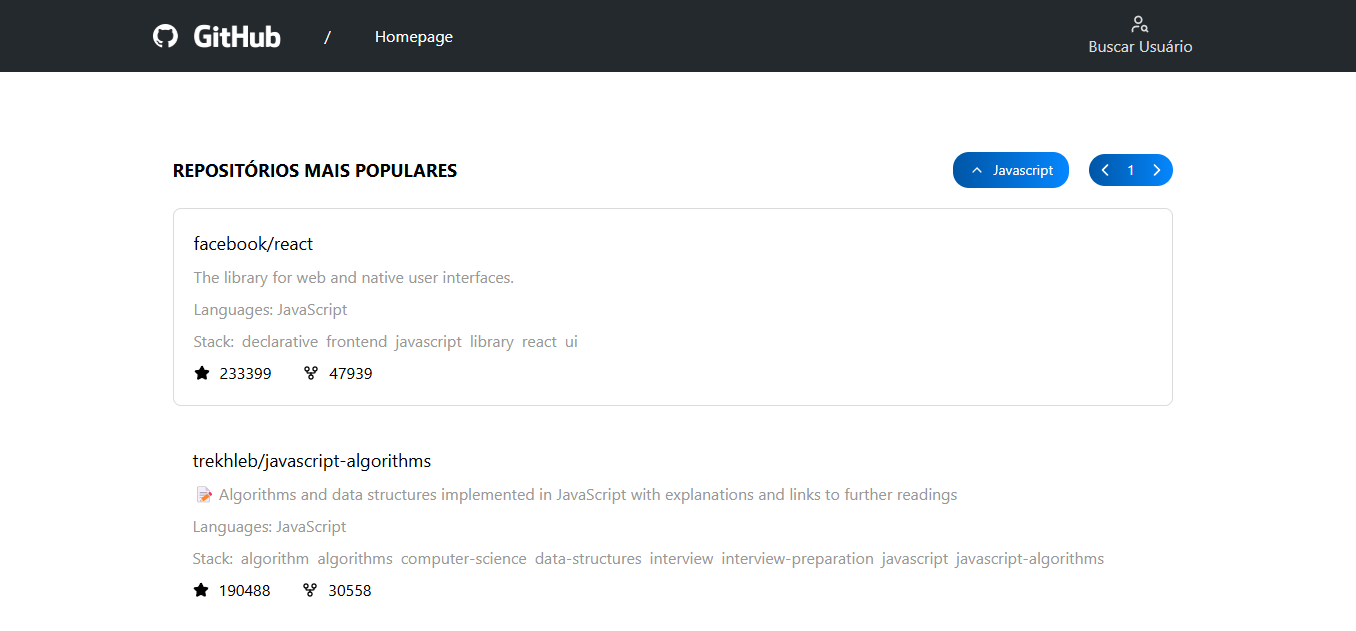 GitHub / Homepage
Buscar Usuário
REPOSITÓRIOS MAIS POPULARES
Javascript
1
facebook/react
The library for web and native user interfaces.
Languages: JavaScript
Stack: declarative frontend javascript library react ui
233399 47939
trekhleb/javascript-algorithms
📝 Algorithms and data structures implemented in JavaScript with explanations and links to further readings
Languages: JavaScript
Stack: algorithm algorithms computer-science data-structures interview interview-preparation javascript javascript-algorithms
190488 30558